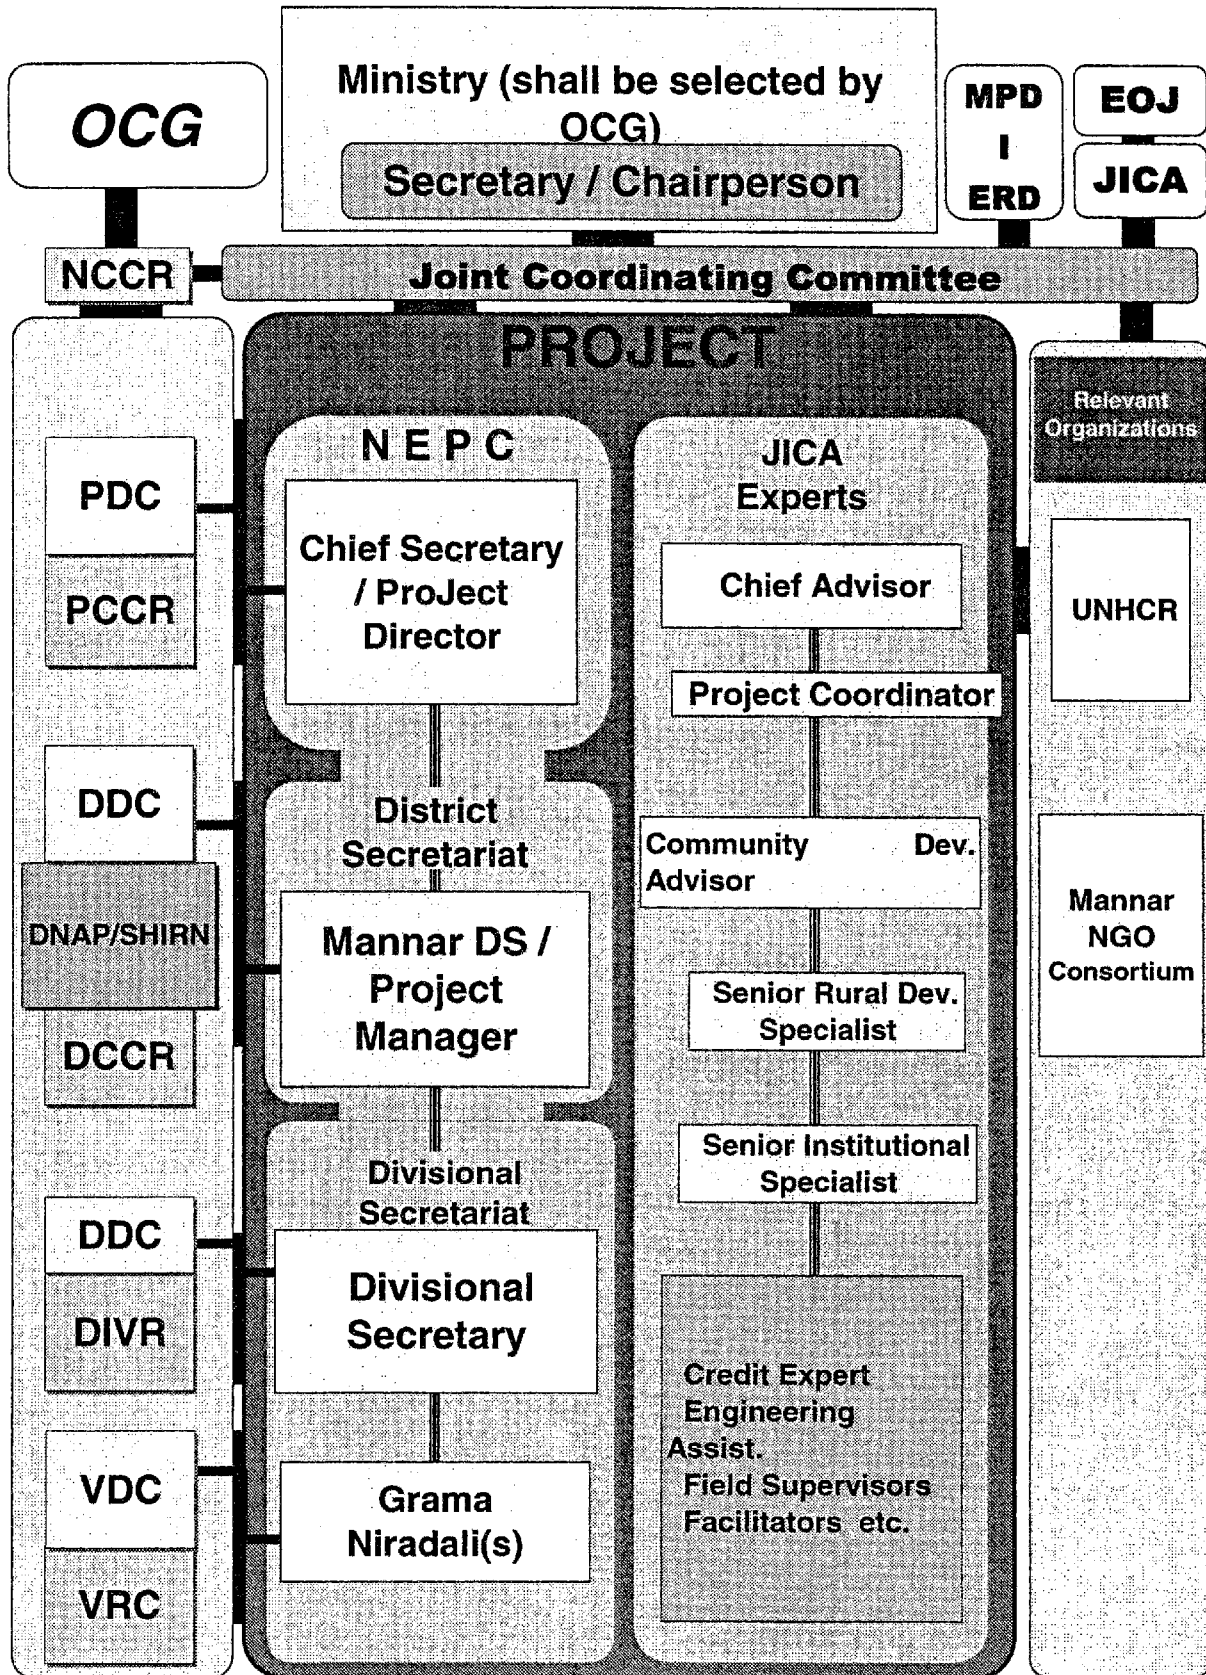 OCG
Ministry (shall be selected by
OCG)
Secretary / Chairperson
MPD
I
ERD
EOJ
JICA
NCCR
Joint Coordinating Committee
PROJECT
PDC
PCCR
DDC
DNAP/SHIRN
DCCR
DDC
DIVR
VDC
VRC
N E P C
Chief Secretary
/ ProJect
Director
District
Secretariat
Mannar DS /
Project
Manager
Divisional
Secretariat
Divisional
Secretary
Grama
Niradali(s)
JICA
Experts
Chief Advisor
Project Coordinator
Community Dev.
Advisor
Senior Rural Dev.
Specialist
Senior Institutional
Specialist
Credit Expert
Engineering
Assist.
Field Supervisors
Facilitators etc.
Relevant
Organizations
UNHCR
Mannar
NGO
Consortium